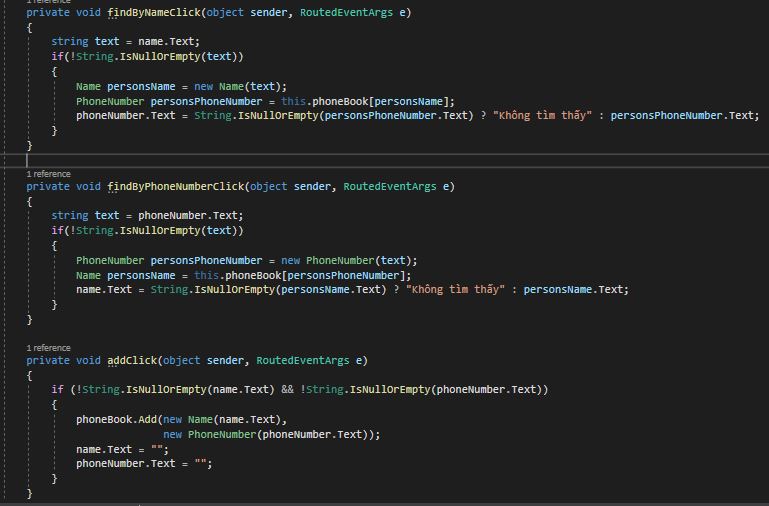 1 reference
private void findByNameClick(object sender, RoutedEventArgs e)
{
string text = name.Text;
if(!String.IsNullOrEmpty(text))
{
Name personsName = new Name(text);
PhoneNumber personsPhoneNumber = this.phoneBook[personsName];
phoneNumber.Text = String.IsNullOrEmpty(personsPhoneNumber.Text) ? "Không tìm thấy" : personsPhoneNumber.Text;
}
}
1 reference
private void findByPhoneNumberClick(object sender, RoutedEventArgs e)
{
string text = phoneNumber.Text;
if(!String.IsNullOrEmpty(text))
{
PhoneNumber personsPhoneNumber = new PhoneNumber(text);
Name personsName = this.phoneBook[personsPhoneNumber];
name.Text = String.IsNullOrEmpty(personsName.Text) ? "Không tìm thấy" : personsName.Text;
}
}
1 reference
private void addClick(object sender, RoutedEventArgs e)
{
if (!String.IsNullOrEmpty(name.Text) && !String.IsNullOrEmpty(phoneNumber.Text))
{
phoneBook.Add(new Name(name.Text),
new PhoneNumber(phoneNumber.Text));
name.Text = "";
phoneNumber.Text = "";
}
}